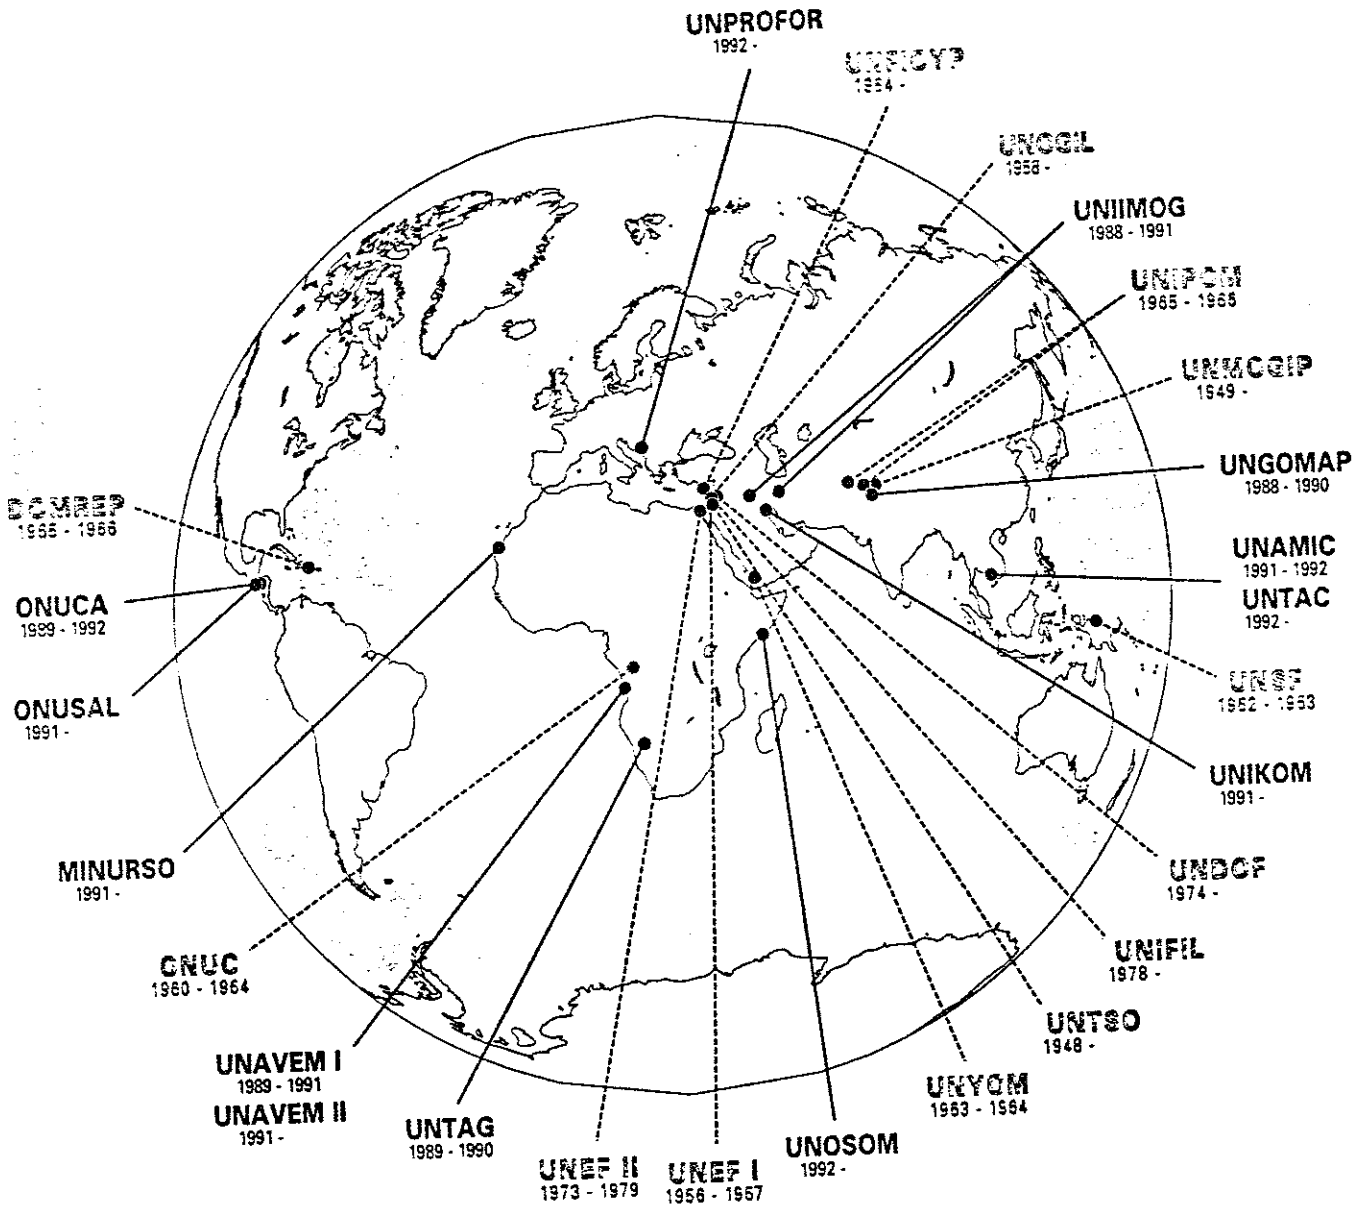 UNPROFOR
1992 -
UNFICYP
1964 -
UNOGIL
1958 -
UNIIMOG
1988 - 1991
UNIPOM
1965 - 1966
UNMOGIP
1949 -
UNGOMAP
1988 - 1990
DOMREP
1965 - 1966
UNAMIC
1991 - 1992
UNTAC
1992 -
ONUCA
1989 - 1992
UNSF
1962 - 1963
ONUSAL
1991 -
UNIKOM
1991 -
MINURSO
1991 -
UNDOF
1974 -
ONUC
1960 - 1964
UNIFIL
1978 -
UNTSO
1948 -
UNAVEM I
1989 - 1991
UNAVEM II
1991 -
UNYOM
1963 - 1964
UNTAG
1989 - 1990
UNOSOM
1992 -
UNEF II
1973 - 1979
UNEF I
1956 - 1967